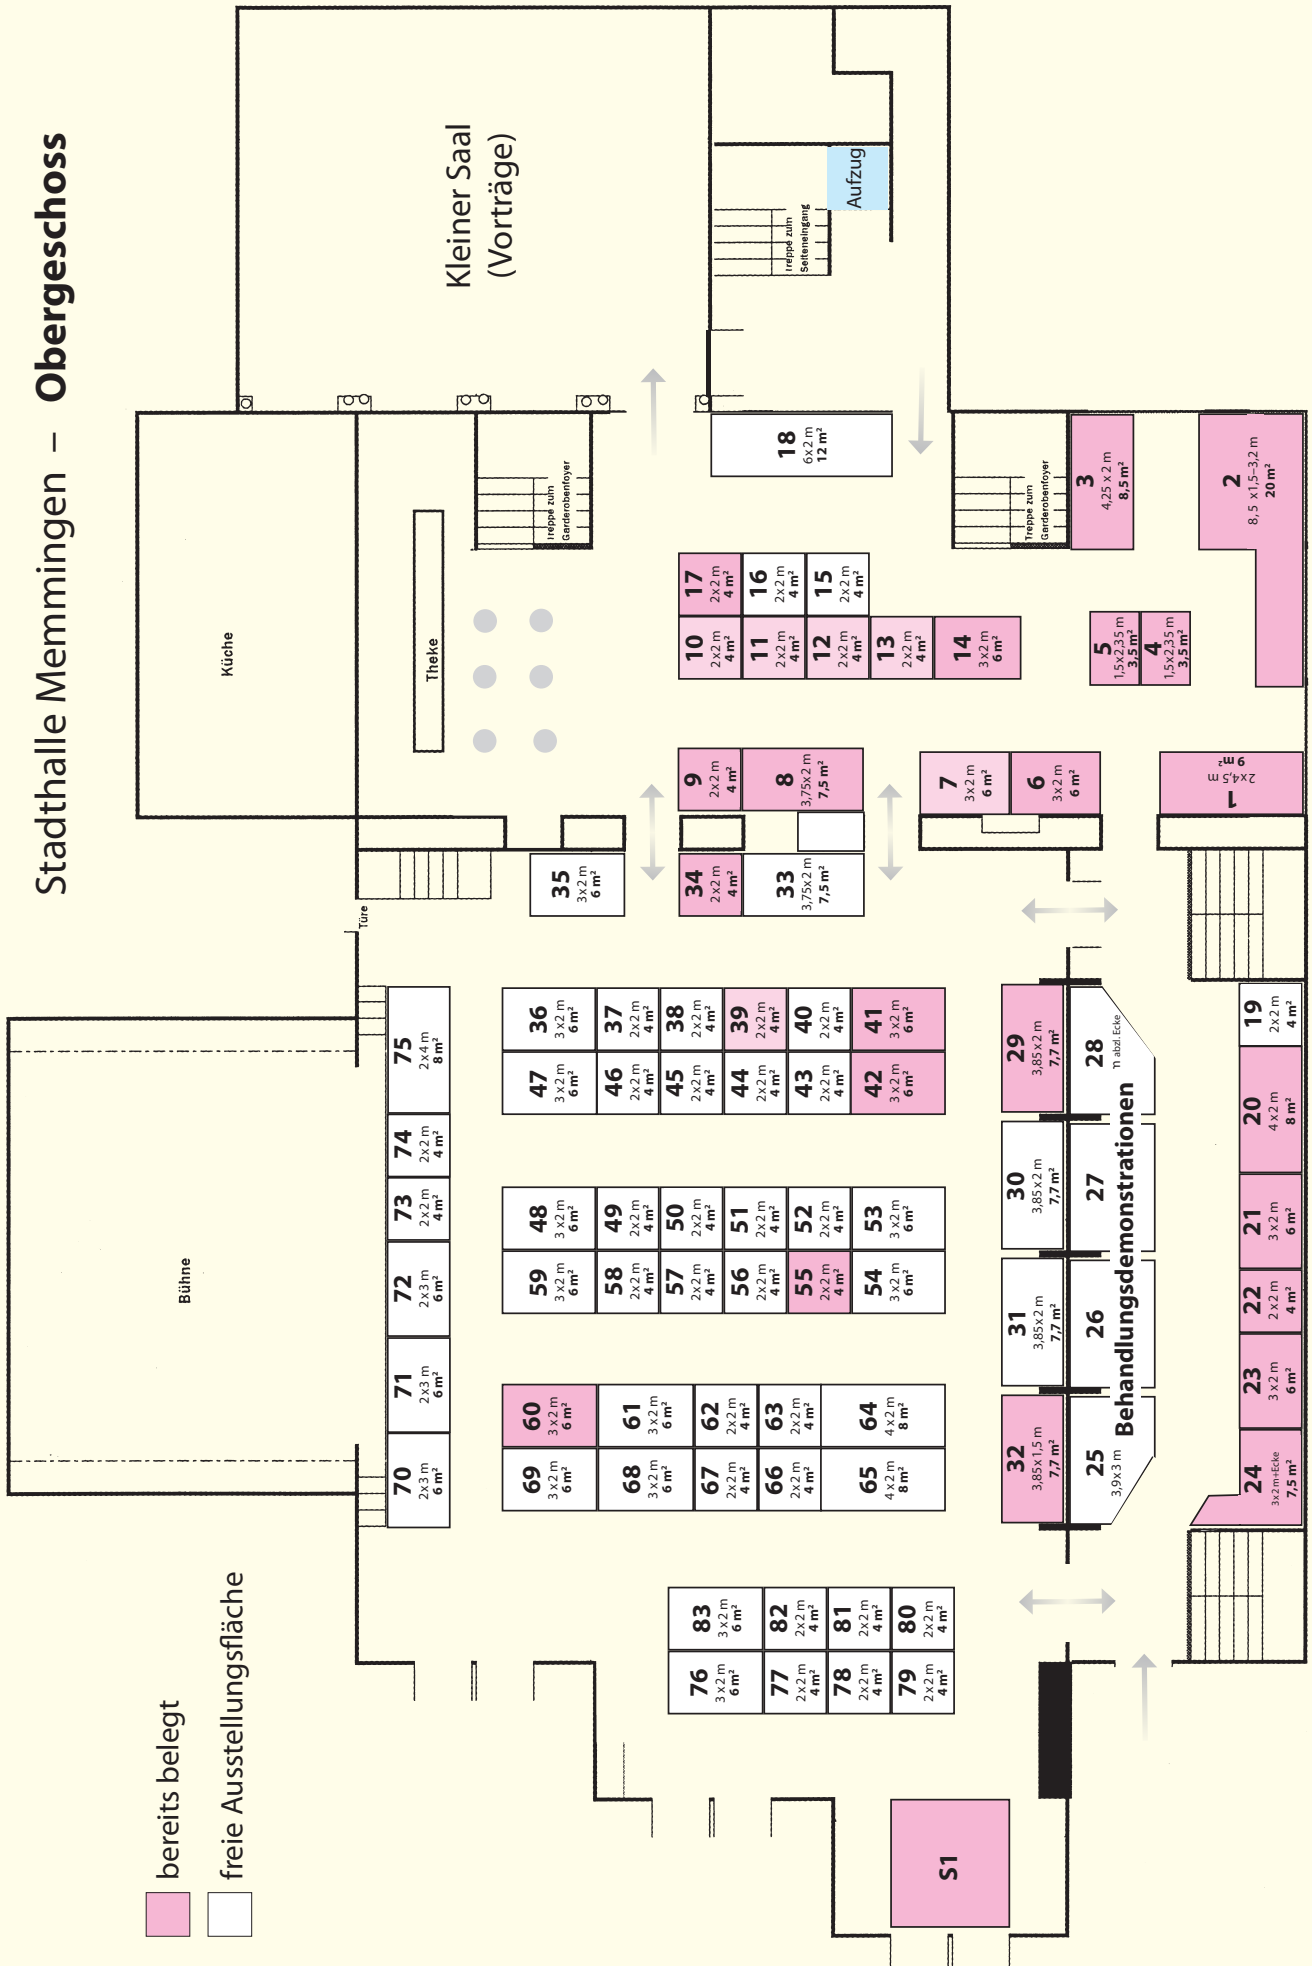 Stadthalle Memmingen – Obergeschoss
bereits belegt
freie Ausstellungsfläche
Bühne
Küche
Kleiner Saal
(Vorträge)
Theke
Türe
Treppe zum
Garderobenfoyer
Treppe zum
Seiteneingang
Aufzug
Treppe zum
Garderobenfoyer
Behandlungsdemonstrationen
S1
1
2x4,5 m
9 m²
2
8,5 x1,5–3,2 m
20 m²
3
4,25 x 2 m
8,5 m²
4
1,5x2,35 m
3,5 m²
5
1,5x2,35 m
3,5 m²
6
3x2 m
6 m²
7
3x2 m
6 m²
8
3,75x2 m
7,5 m²
9
2x2 m
4 m²
10
2x2 m
4 m²
11
2x2 m
4 m²
12
2x2 m
4 m²
13
2x2 m
4 m²
14
3x2 m
6 m²
15
2x2 m
4 m²
16
2x2 m
4 m²
17
2x2 m
4 m²
18
6x2 m
12 m²
19
2x2 m
4 m²
20
4x2 m
8 m²
21
3x2 m
6 m²
22
2x2 m
4 m²
23
3x2 m
6 m²
24
3x2 m+Ecke
7,5 m²
25
3,9x3 m
26
27
28
abzl. Ecke
29
3,85x2 m
7,7 m²
30
3,85x2 m
7,7 m²
31
3,85x2 m
7,7 m²
32
3,85x1,5 m
7,7 m²
33
3,75x2 m
7,5 m²
34
2x2 m
4 m²
35
3x2 m
6 m²
36
3x2 m
6 m²
37
2x2 m
4 m²
38
2x2 m
4 m²
39
2x2 m
4 m²
40
2x2 m
4 m²
41
3x2 m
6 m²
42
3x2 m
6 m²
43
2x2 m
4 m²
44
2x2 m
4 m²
45
2x2 m
4 m²
46
2x2 m
4 m²
47
3x2 m
6 m²
48
3x2 m
6 m²
49
2x2 m
4 m²
50
2x2 m
4 m²
51
2x2 m
4 m²
52
2x2 m
4 m²
53
3x2 m
6 m²
54
3x2 m
6 m²
55
2x2 m
4 m²
56
2x2 m
4 m²
57
2x2 m
4 m²
58
2x2 m
4 m²
59
3x2 m
6 m²
60
3x2 m
6 m²
61
3x2 m
6 m²
62
2x2 m
4 m²
63
2x2 m
4 m²
64
4x2 m
8 m²
65
4x2 m
8 m²
66
2x2 m
4 m²
67
2x2 m
4 m²
68
3x2 m
6 m²
69
3x2 m
6 m²
70
2x3 m
6 m²
71
2x3 m
6 m²
72
2x3 m
6 m²
73
2x2 m
4 m²
74
2x2 m
4 m²
75
2x4 m
8 m²
76
3x2 m
6 m²
77
2x2 m
4 m²
78
2x2 m
4 m²
79
2x2 m
4 m²
80
2x2 m
4 m²
81
2x2 m
4 m²
82
2x2 m
4 m²
83
3x2 m
6 m²